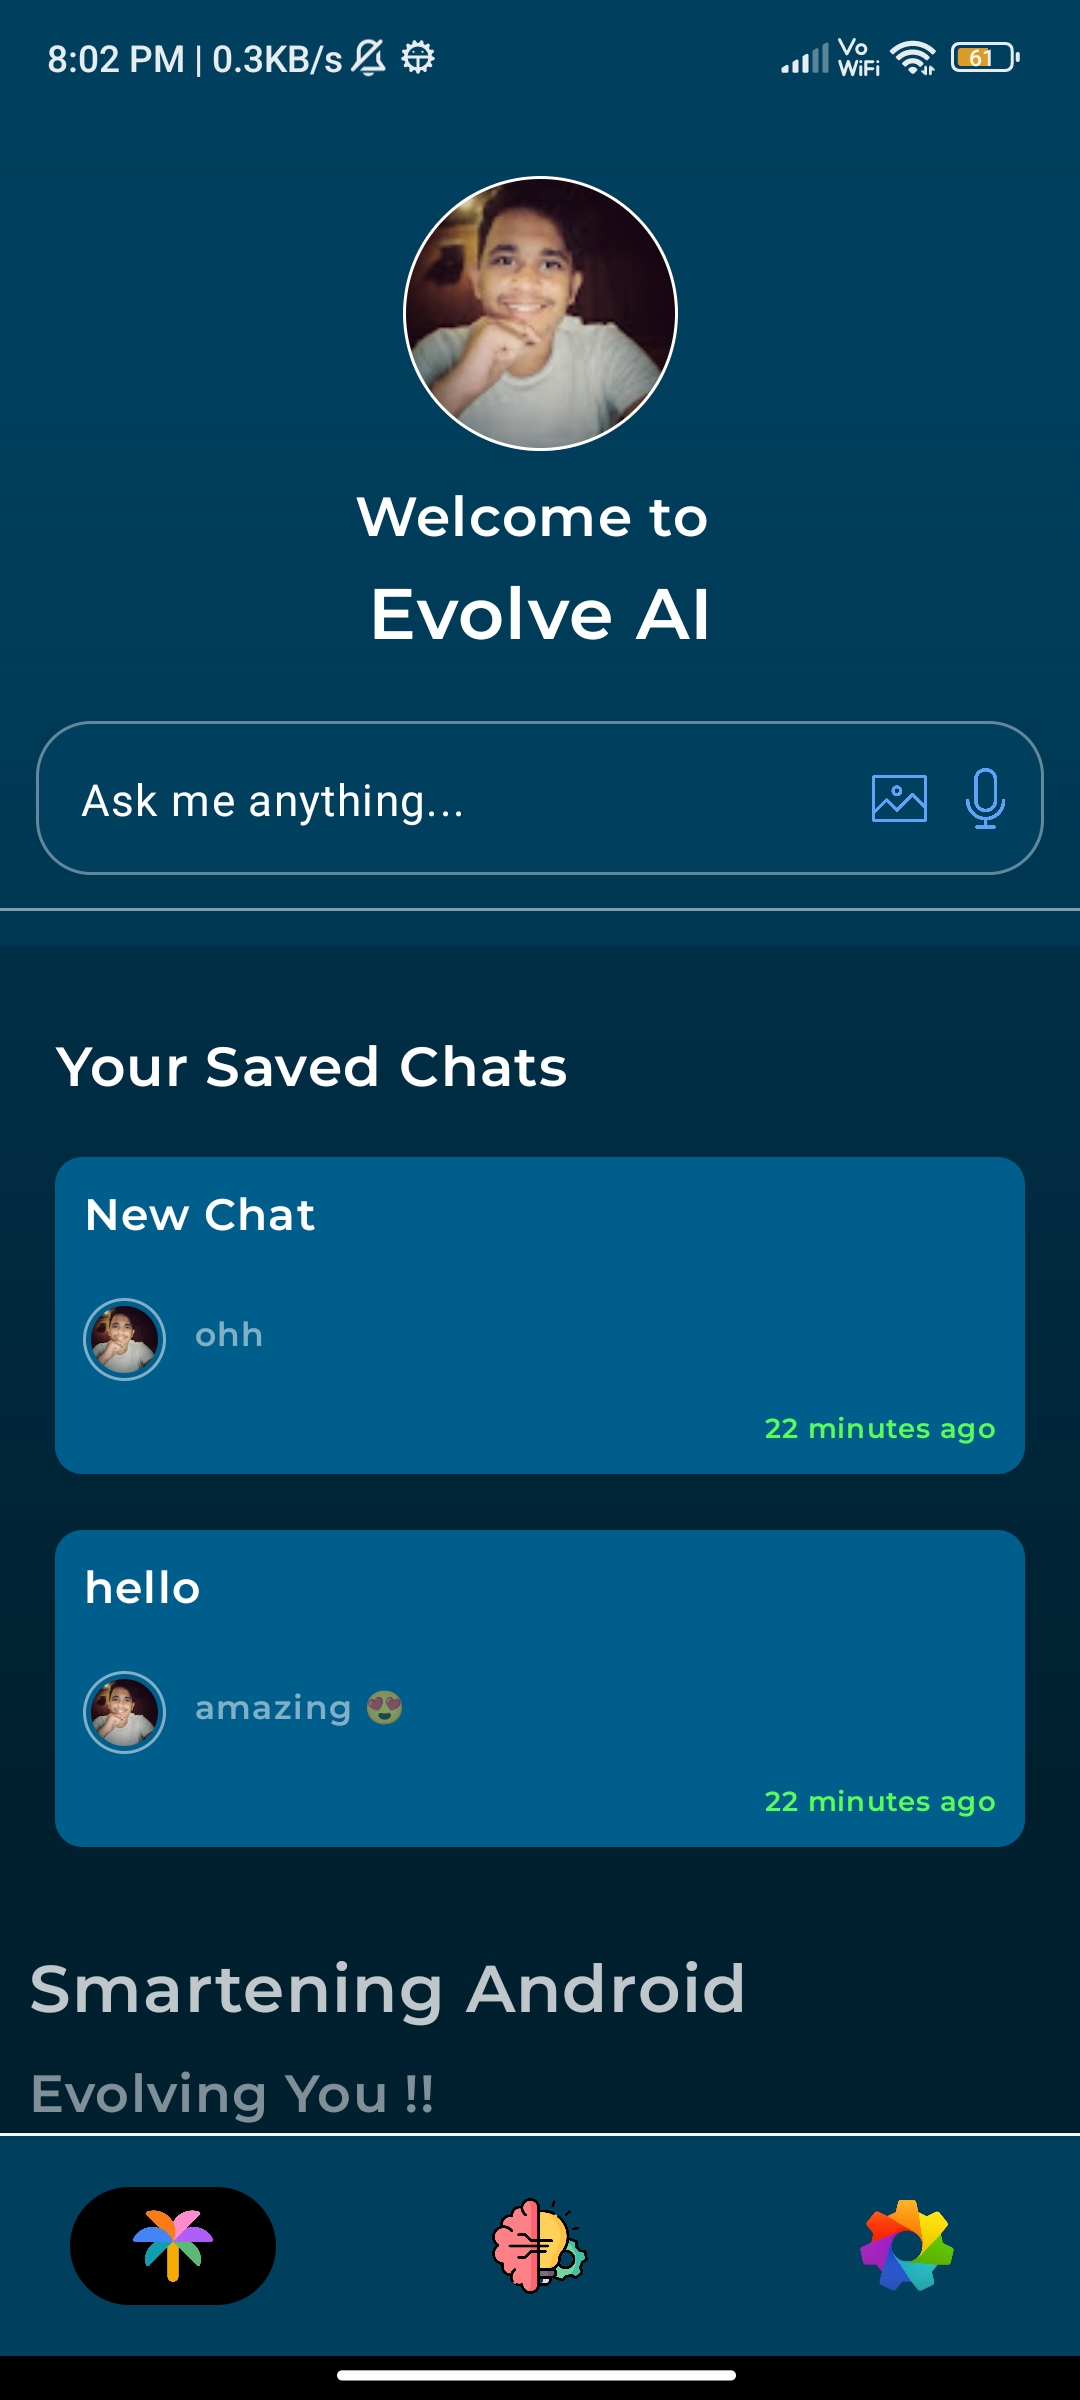 8:02 PM | 0.3KB/s
Vo
WiFi
61
Welcome to
Evolve AI
Ask me anything...
Your Saved Chats
New Chat
ohh
22 minutes ago
hello
amazing 😍
22 minutes ago
Smartening Android
Evolving You !!